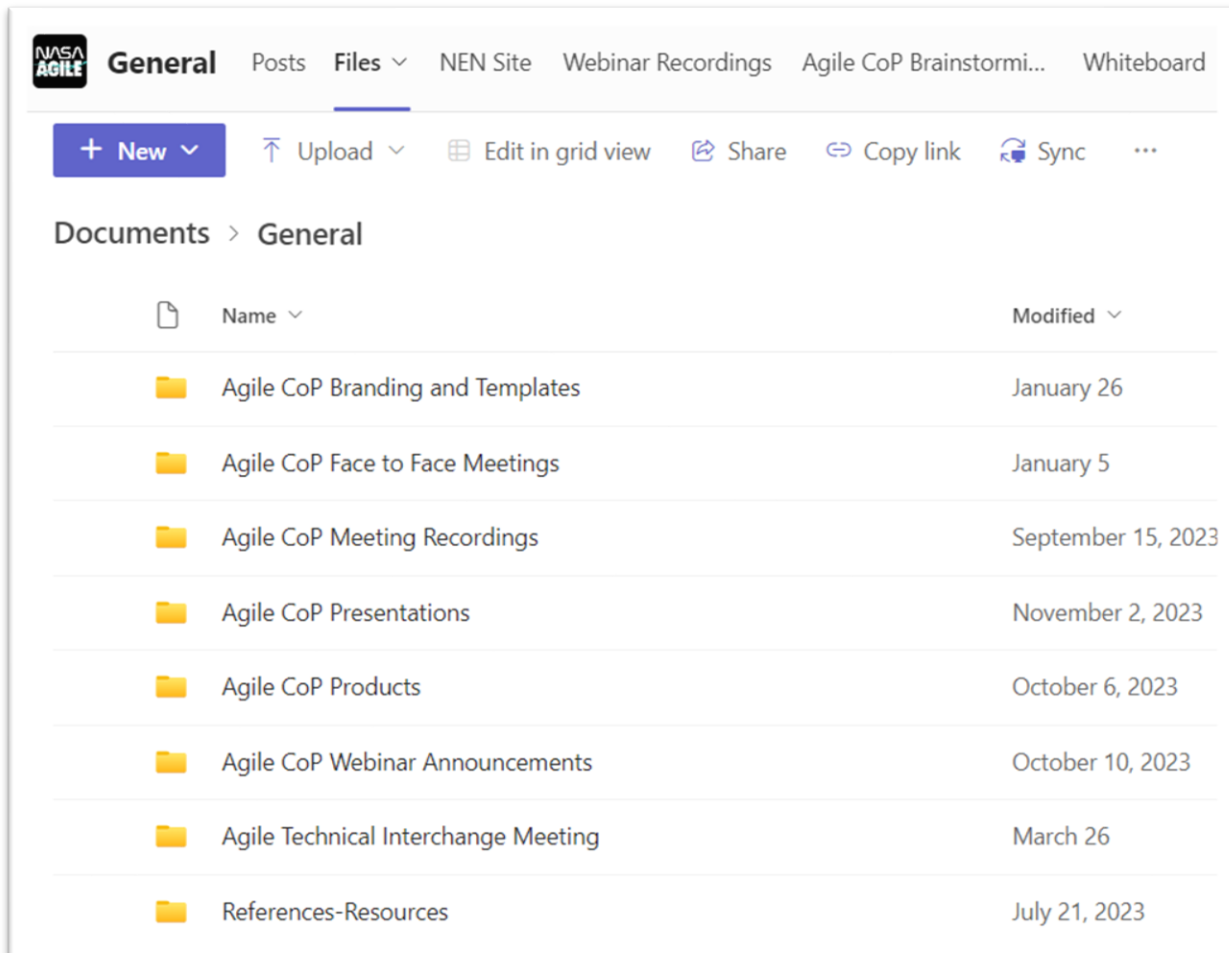 NASA
AGILE
General Posts Files NEN Site Webinar Recordings Agile CoP Brainstormi... Whiteboard
+ New Upload Edit in grid view Share Copy link Sync ...
Documents > General
Name Modified
Agile CoP Branding and Templates January 26
Agile CoP Face to Face Meetings January 5
Agile CoP Meeting Recordings September 15, 2023
Agile CoP Presentations November 2, 2023
Agile CoP Products October 6, 2023
Agile CoP Webinar Announcements October 10, 2023
Agile Technical Interchange Meeting March 26
References-Resources July 21, 2023